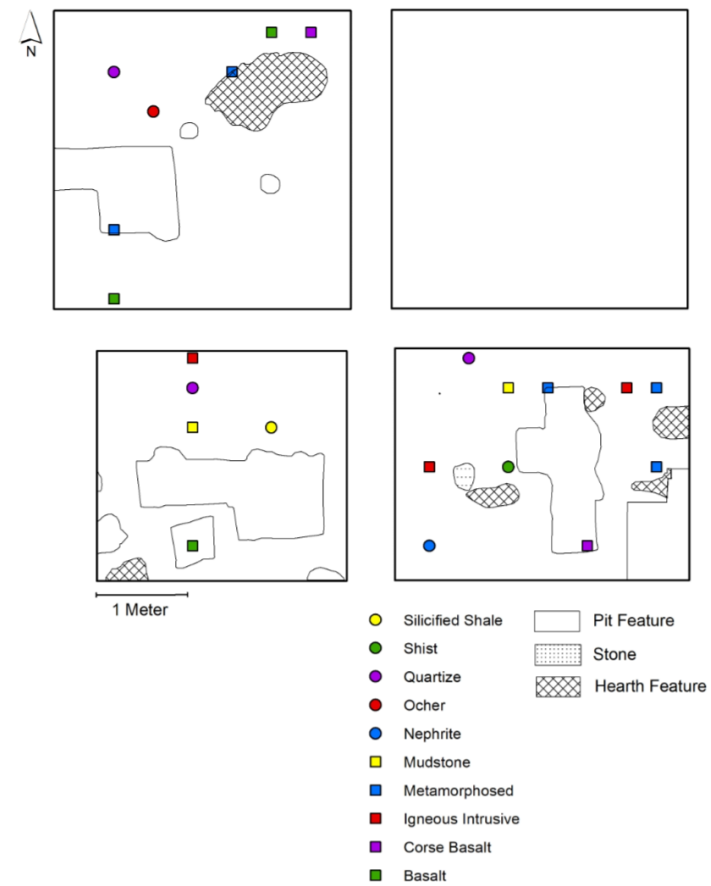 N
1 Meter
Silicified Shale
Pit Feature
Shist
Stone
Quartize
Hearth Feature
Ocher
Nephrite
Mudstone
Metamorphosed
Igneous Intrusive
Corse Basalt
Basalt